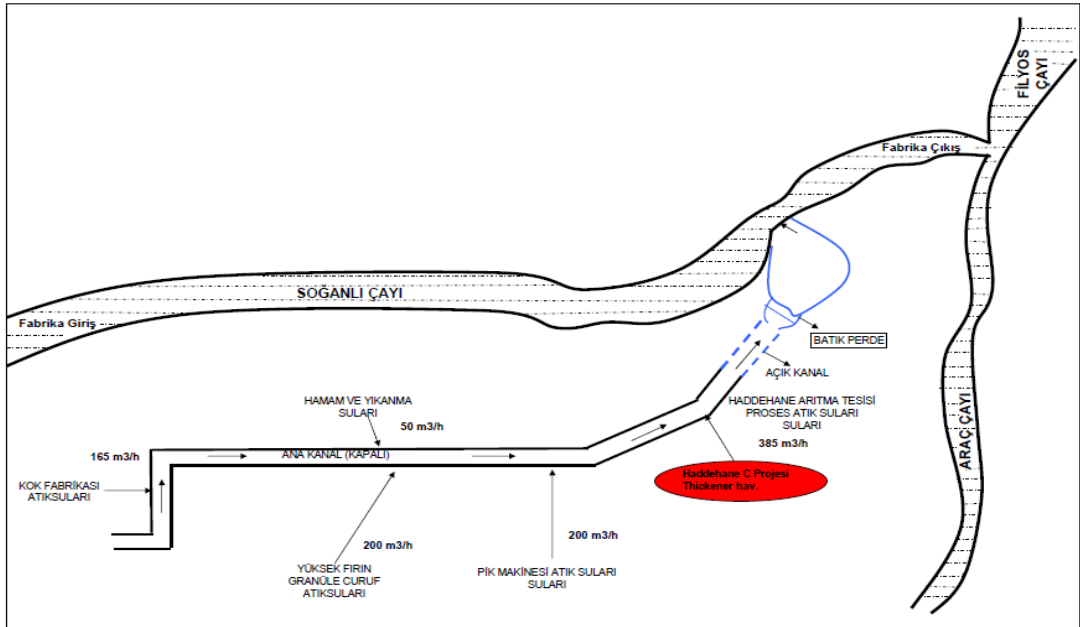 FİLYOS
ÇAYI
Fabrika Çıkış
SOĞANLI ÇAYI
Fabrika Giriş
BATIK PERDE
AÇIK KANAL
HAMAM VE YIKANMA
SULARI
50 m3/h
HADDEHANE ARITMA TESİSİ
PROSES ATIK SULARI
SULARI
385 m3/h
ARAÇ ÇAYI
165 m3/h
ANA KANAL (KAPALI)
KOK FABRİKASI
ATIKSULARI
Haddehane C Projesi
Thickener hav.
200 m3/h
200 m3/h
YÜKSEK FIRIN
GRANÜLE CURUF
ATIKSULARI
PİK MAKİNESİ ATIK SULARI
SULARI